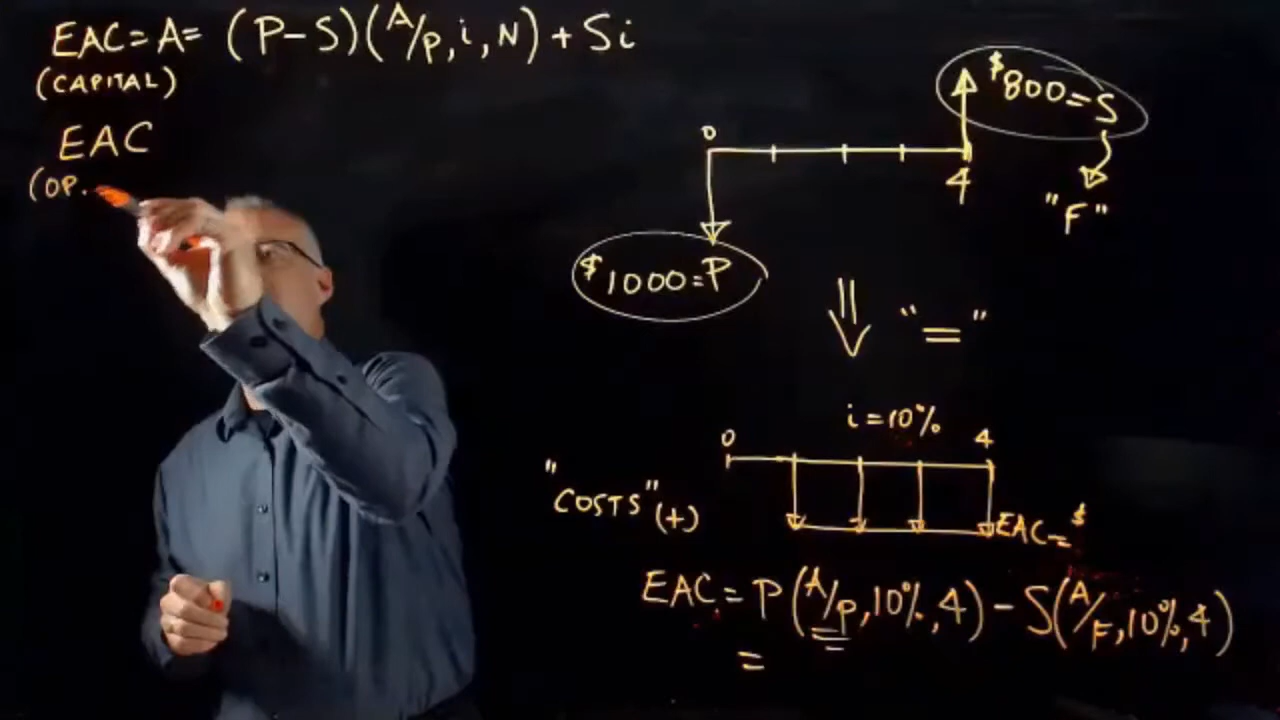 EAC = A = (P-S)(A/P, i, N) + Si
(CAPITAL)
EAC
(OP.
$800 = S
0
4
"F"
$1000 = P
⇓ "="
i = 10%
0 4
"COSTS" (+)
EAC = $
EAC = P(A/P, 10%, 4) - S(A/F, 10%, 4)
=